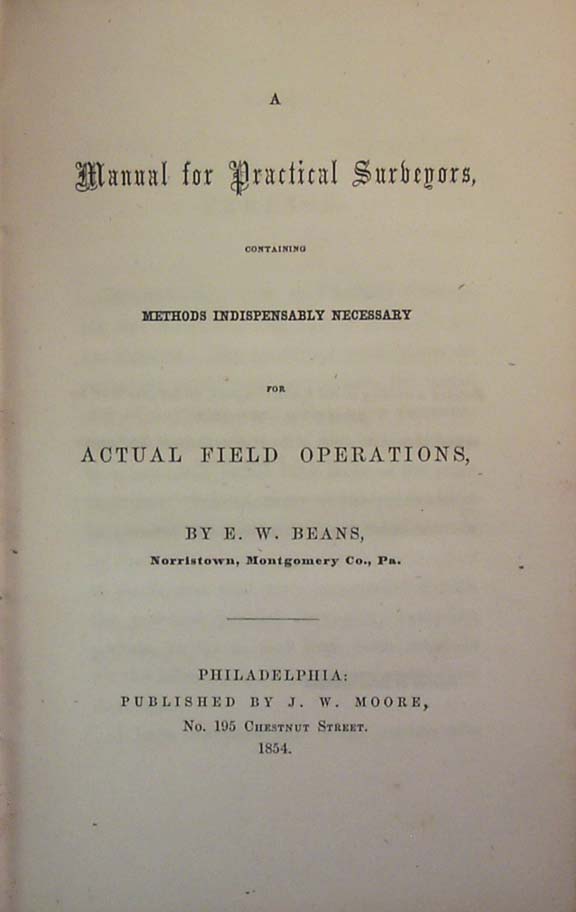 A
Manual for Practical Surveyors,
CONTAINING
METHODS INDISPENSABLY NECESSARY
FOR
ACTUAL FIELD OPERATIONS,
BY E. W. BEANS,
Norristown, Montgomery Co., Pa.
PHILADELPHIA:
PUBLISHED BY J. W. MOORE,
No. 195 Chestnut Street.
1854.